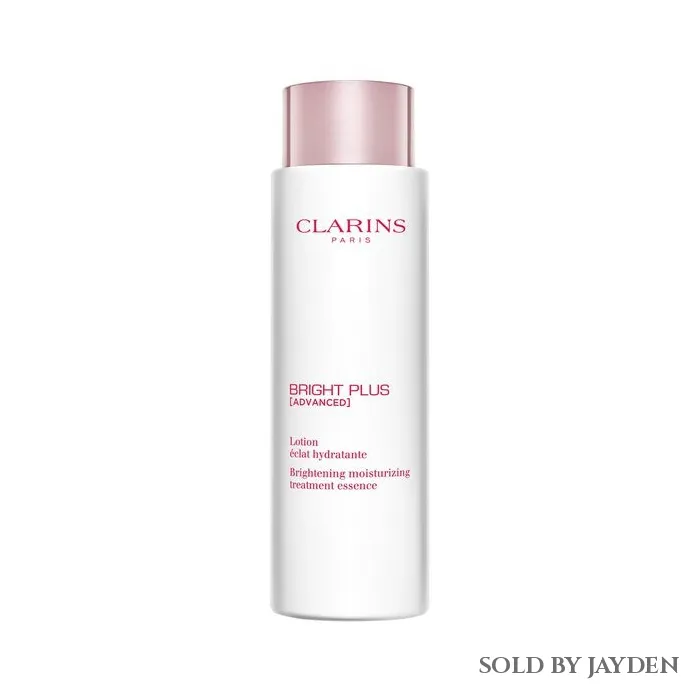 CLARINS
PARIS
BRIGHT PLUS
[ADVANCED]
Lotion
éclat hydratante
Brightening moisturizing
treatment essence
SOLD BY JAYDEN